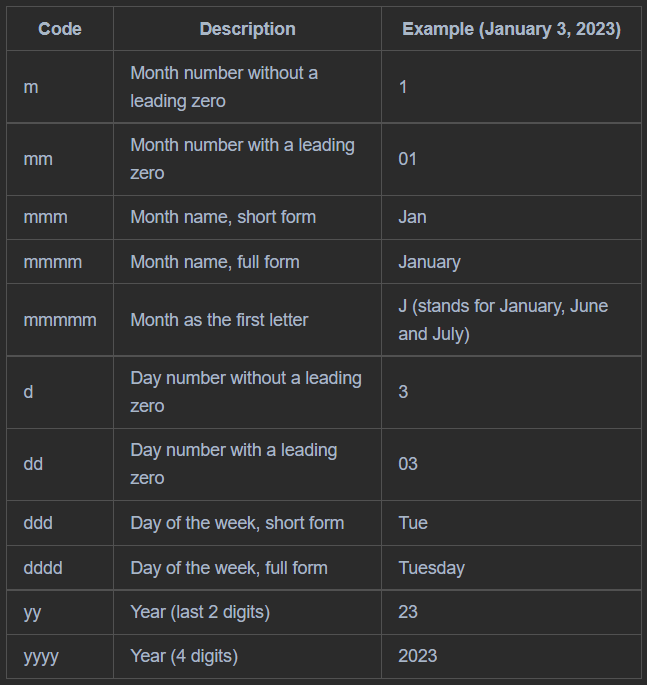 Code Description Example (January 3, 2023)
m Month number without a leading zero 1
mm Month number with a leading zero 01
mmm Month name, short form Jan
mmmm Month name, full form January
mmmmm Month as the first letter J (stands for January, June and July)
d Day number without a leading zero 3
dd Day number with a leading zero 03
ddd Day of the week, short form Tue
dddd Day of the week, full form Tuesday
yy Year (last 2 digits) 23
yyyy Year (4 digits) 2023